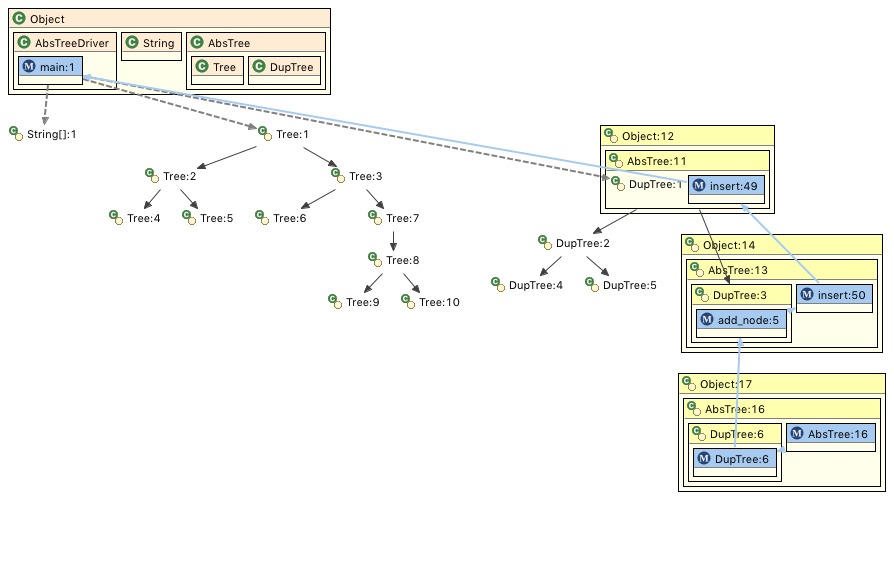 Object
AbsTreeDriver
String
AbsTree
main:1
Tree
DupTree
String[]:1
Tree:1
Object:12
AbsTree:11
Tree:2
Tree:3
DupTree:1
insert:49
Tree:4
Tree:5
Tree:6
Tree:7
DupTree:2
Object:14
Tree:8
AbsTree:13
DupTree:4
DupTree:5
DupTree:3
insert:50
Tree:9
Tree:10
add_node:5
Object:17
AbsTree:16
DupTree:6
AbsTree:16
DupTree:6